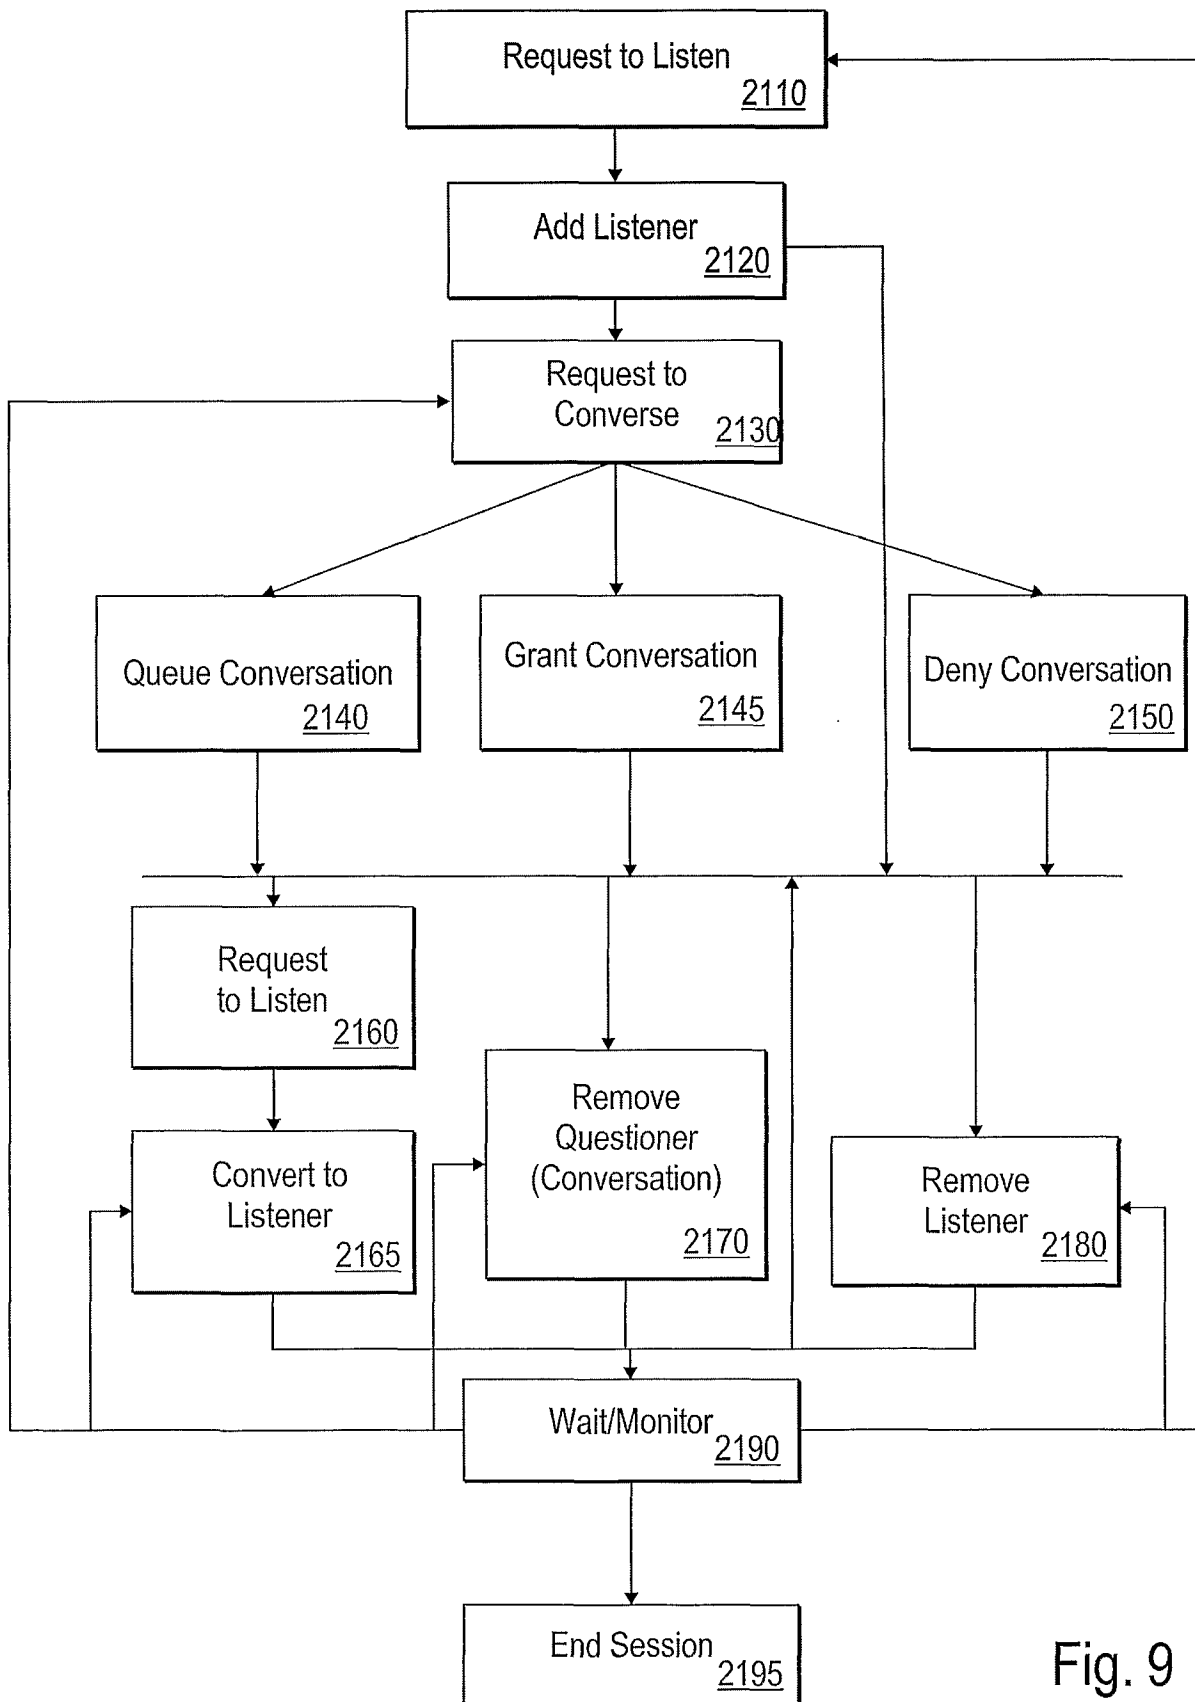 Request to Listen
2110
Add Listener
2120
Request to
Converse
2130
Queue Conversation
2140
Grant Conversation
2145
Deny Conversation
2150
Request
to Listen
2160
Convert to
Listener
2165
Remove
Questioner
(Conversation)
2170
Remove
Listener
2180
Wait/Monitor
2190
End Session
2195
Fig. 9